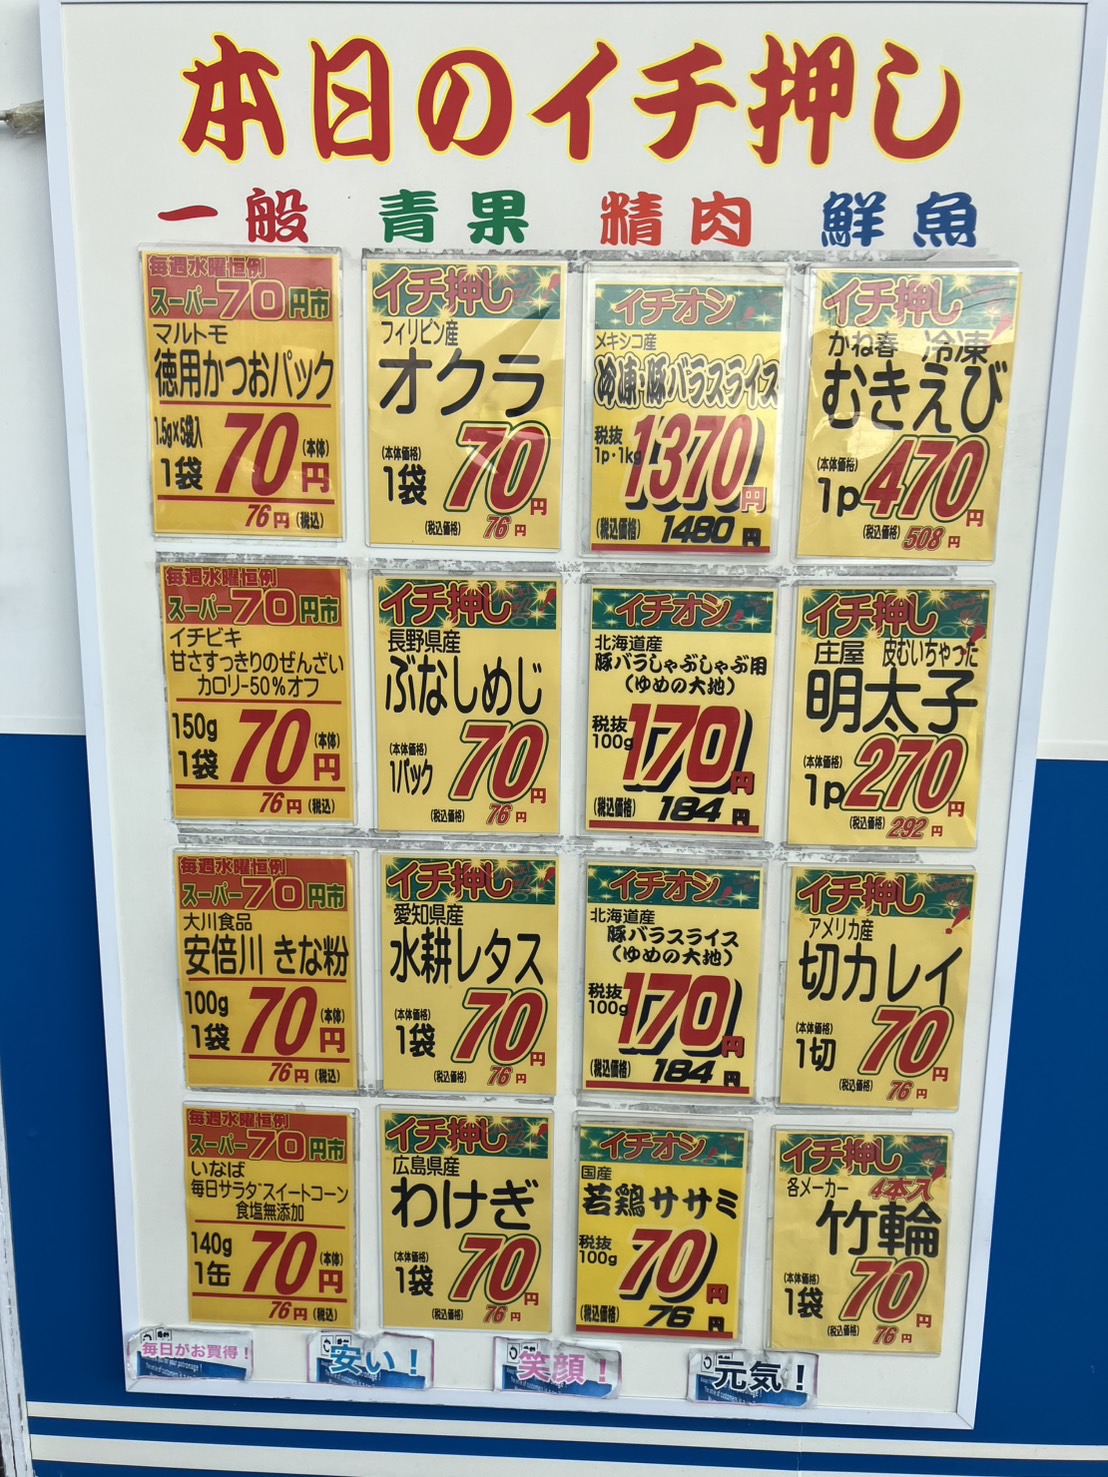 本日のイチ押し
一般 青果 精肉 鮮魚
毎週水曜恒例
スーパー70円市
マルトモ
徳用かつおパック
1.5g×5袋入
1袋
70円
(本体)
76円(税込)
イチ押し
フィリピン産
オクラ
(本体価格)
1袋
70円
(税込価格) 76円
イチオシ
メキシコ産
冷凍・豚バラスライス
税抜
1p・1kg
1370円
(税込価格) 1480円
イチ押し
かね春 冷凍
むきえび
(本体価格)
1p
470円
(税込価格) 508円
毎週水曜恒例
スーパー70円市
イチビキ
甘さすっきりのぜんざい
カロリー50%オフ
150g
1袋
70円
(本体)
76円(税込)
イチ押し
長野県産
ぶなしめじ
(本体価格)
1パック
70円
(税込価格) 76円
イチオシ
北海道産
豚バラしゃぶしゃぶ用
(ゆめの大地)
税抜
100g
170円
(税込価格) 184円
イチ押し
庄屋 皮むいちゃった
明太子
(本体価格)
1p
270円
(税込価格) 292円
毎週水曜恒例
スーパー70円市
大川食品
安倍川 きな粉
100g
1袋
70円
(本体)
76円(税込)
イチ押し
愛知県産
水耕レタス
(本体価格)
1袋
70円
(税込価格) 76円
イチオシ
北海道産
豚バラスライス
(ゆめの大地)
税抜
100g
170円
(税込価格) 184円
イチ押し
アメリカ産
切カレイ
(本体価格)
1切
70円
(税込価格) 76円
毎週水曜恒例
スーパー70円市
いなば
毎日サラダスイートコーン
食塩無添加
140g
1缶
70円
(本体)
76円(税込)
イチ押し
広島県産
わけぎ
(本体価格)
1袋
70円
(税込価格) 76円
イチオシ
国産
若鶏ササミ
税抜
100g
70円
(税込価格) 76円
イチ押し
各メーカー 4本入
竹輪
(本体価格)
1袋
70円
(税込価格) 76円
毎日がお買得!
安い!
笑顔!
元気!